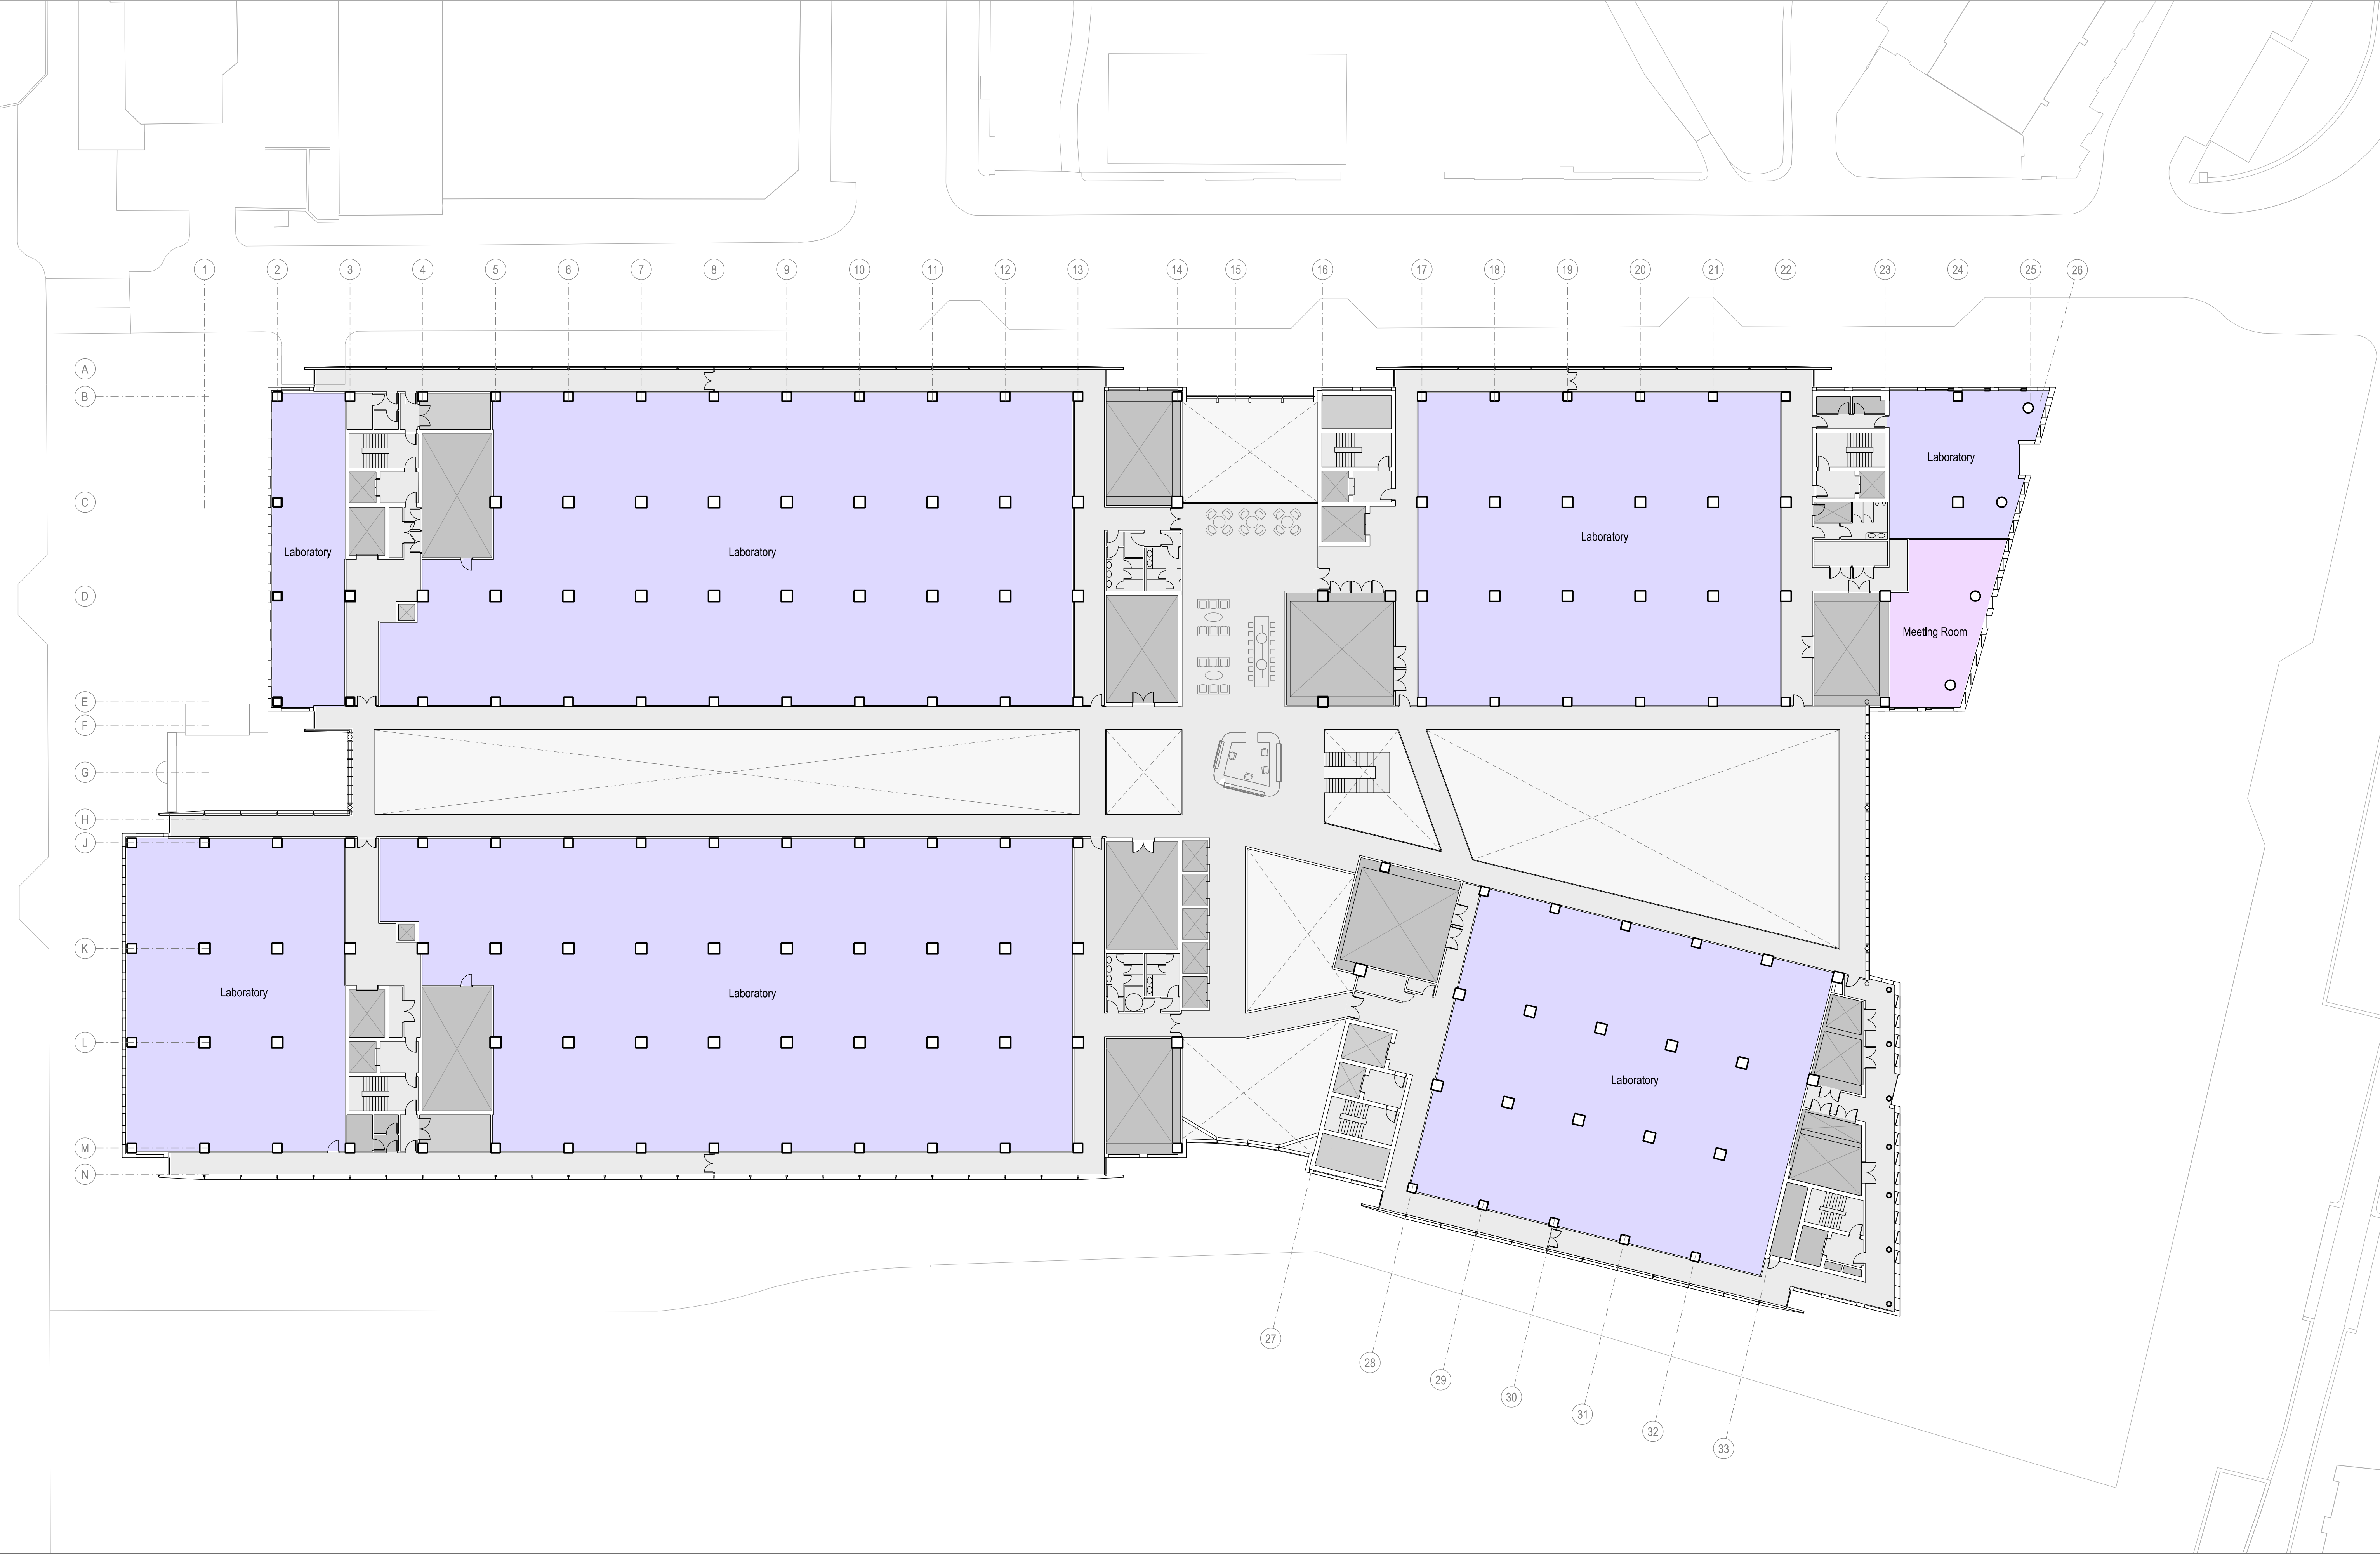 1 2 3 4 5 6 7 8 9 10 11 12 13 14 15 16 17 18 19 20 21 22 23 24 25 26
A
B
Laboratory
C
Laboratory
Laboratory Laboratory
D
Meeting Room
E
F
G
H
J
K
Laboratory Laboratory
L
Laboratory
M
N
27
28
29
30
31
32
33